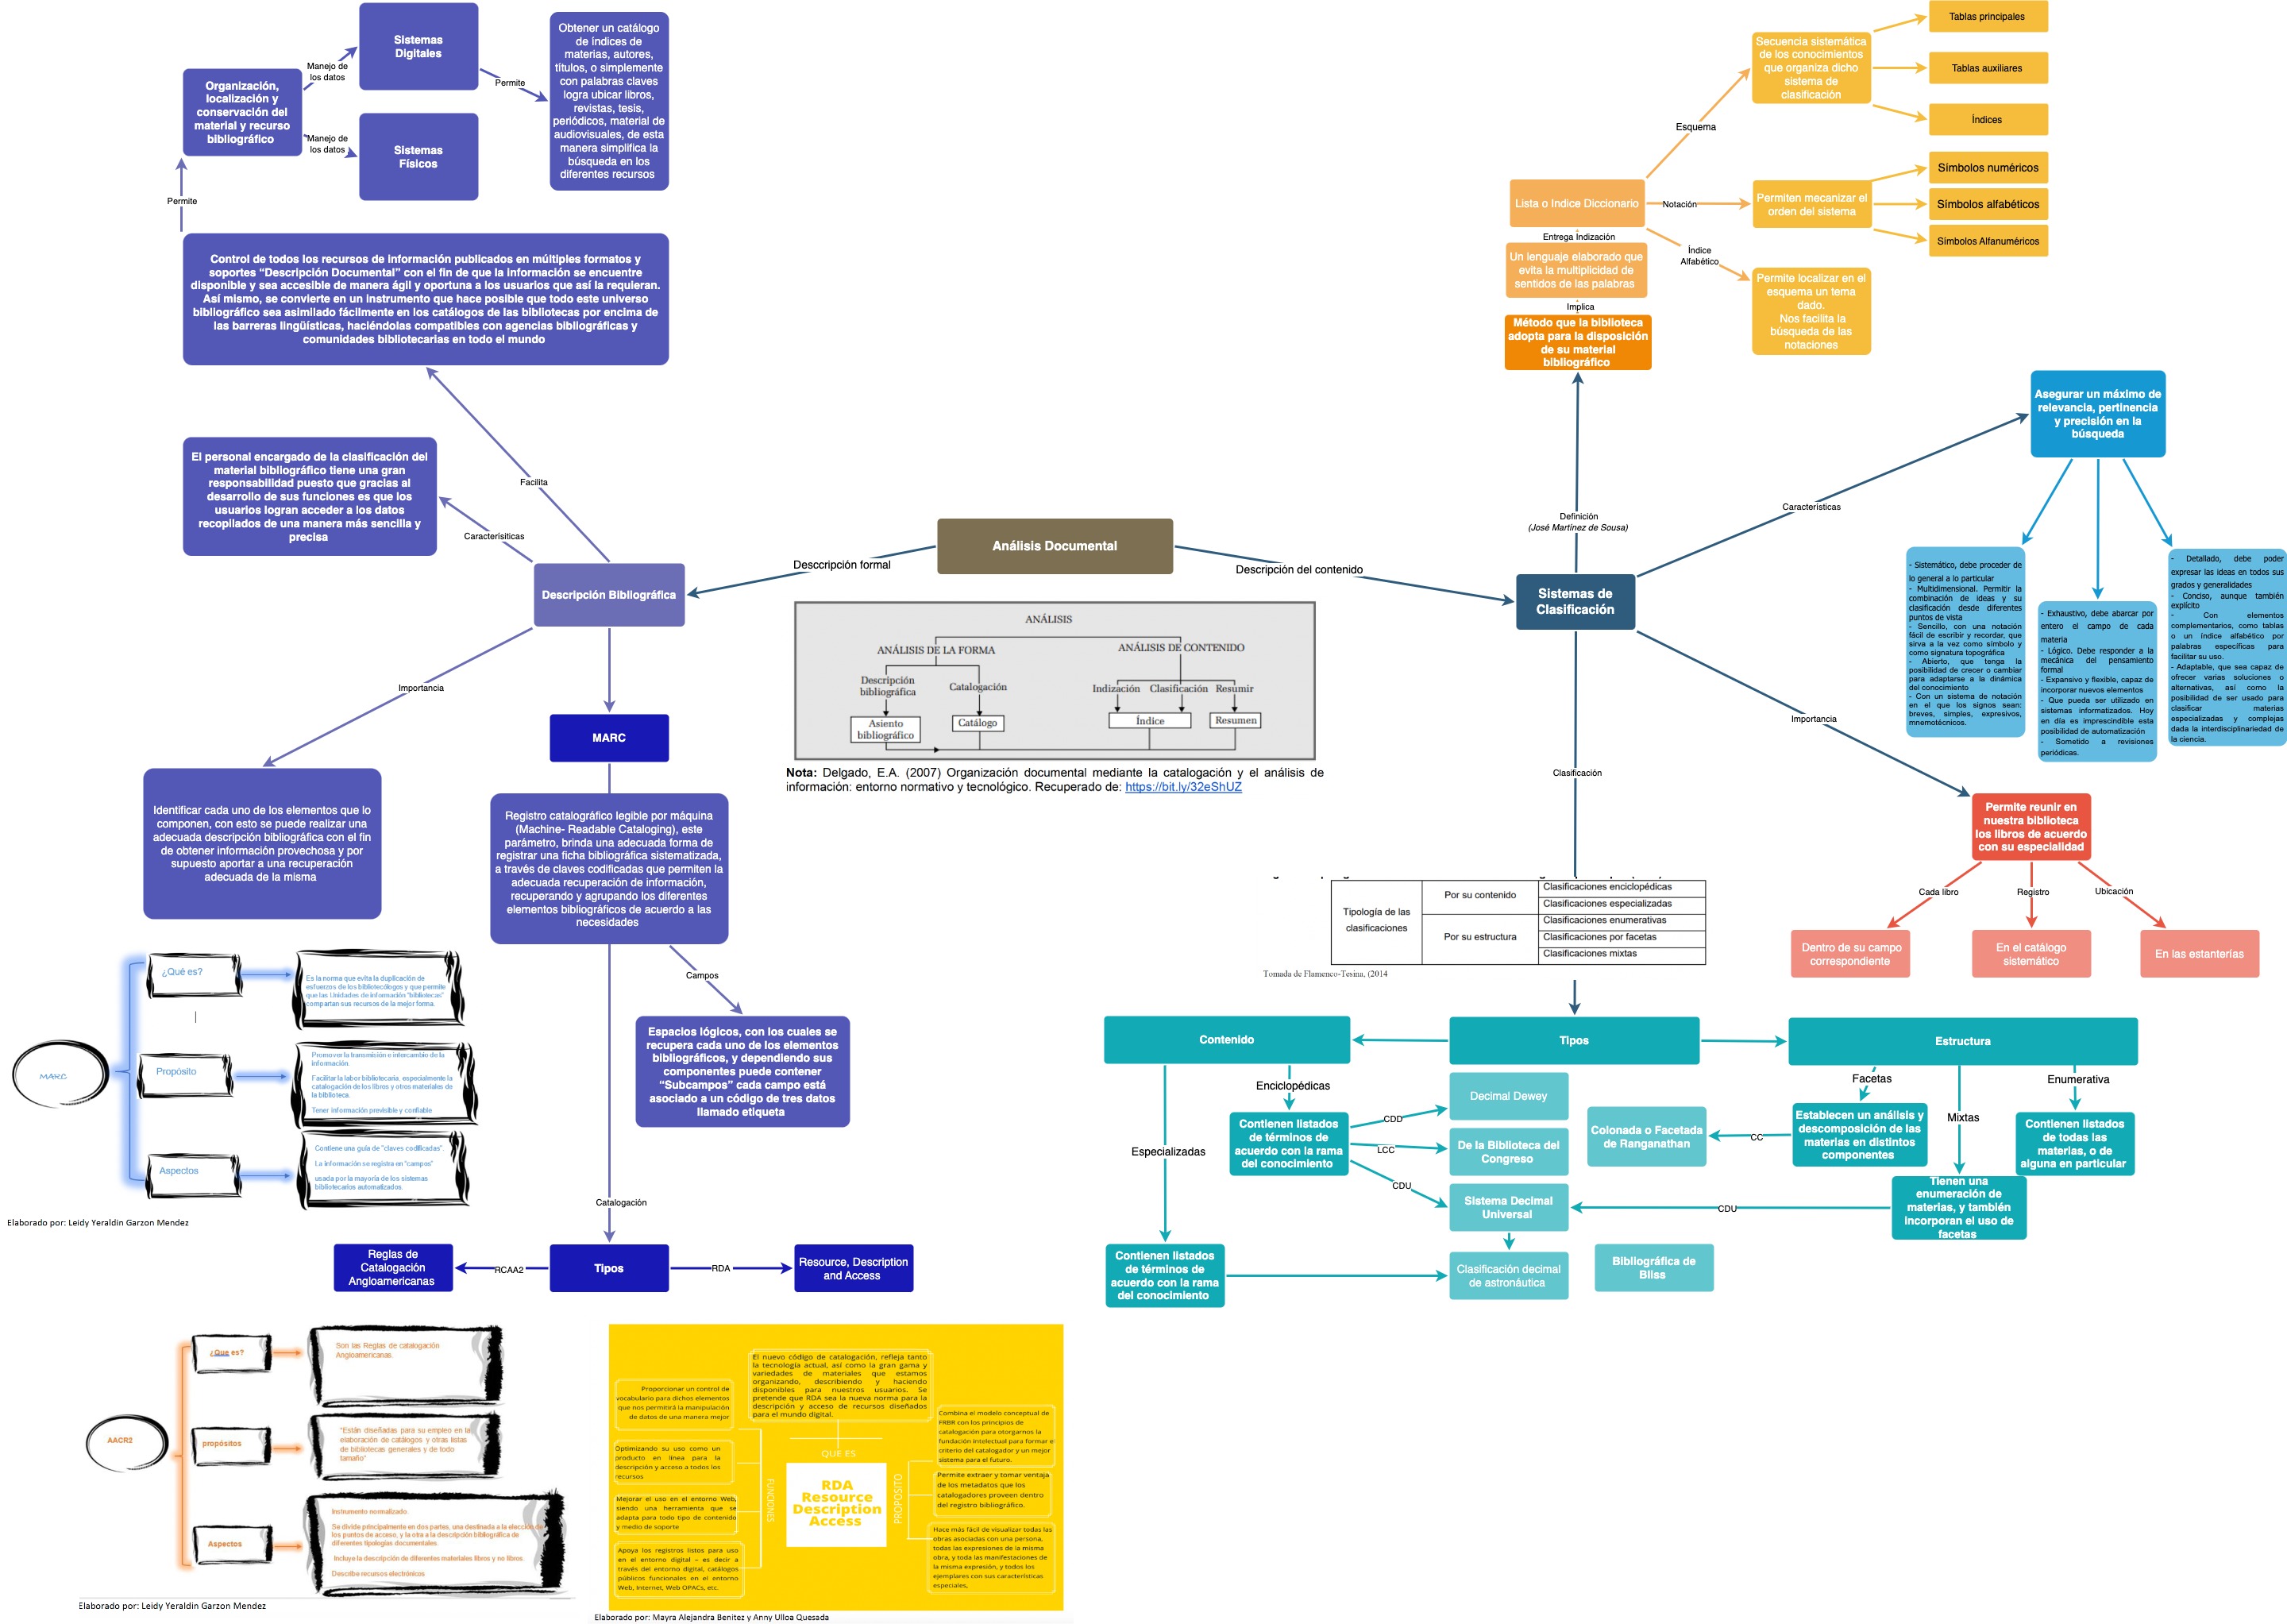 Sistemas
Digitales
Obtener un catálogo
de índices de
materias, autores,
títulos, o simplemente
con palabras claves
logra ubicar libros,
revistas, tesis,
periódicos, material de
audiovisuales, de esta
manera simplifica la
búsqueda en los
diferentes recursos
Manejo de
los datos
Permite
Organización,
localización y
conservación del
material y recurso
bibliográfico
Manejo de
los datos
Sistemas
Físicos
Permite
Control de todos los recursos de información publicados en múltiples formatos y
soportes “Descripción Documental” con el fin de que la información se encuentre
disponible y sea accesible de manera ágil y oportuna a los usuarios que así la requieran.
Así mismo, se convierte en un instrumento que hace posible que todo este universo
bibliográfico sea asimilado fácilmente en los catálogos de las bibliotecas por encima de
las barreras lingüísticas, haciéndolas compatibles con agencias bibliográficas y
comunidades bibliotecarias en todo el mundo
El personal encargado de la clasificación del
material bibliográfico tiene una gran
responsabilidad puesto que gracias al
desarrollo de sus funciones es que los
usuarios logran acceder a los datos
recopilados de una manera más sencilla y
precisa
Facilita
Caracterisiticas
Descripción Bibliográfica
Desccripción formal
Análisis Documental
Descripción del contenido
Importancia
MARC
Identificar cada uno de los elementos que lo
componen, con esto se puede realizar una
adecuada descripción bibliográfica con el fin
de obtener información provechosa y por
supuesto aportar a una recuperación
adecuada de la misma
Registro catalográfico legible por máquina
(Machine- Readable Cataloging), este
parámetro, brinda una adecuada forma de
registrar una ficha bibliográfica sistematizada,
a través de claves codificadas que permiten la
adecuada recuperación de información,
recuperando y agrupando los diferentes
elementos bibliográficos de acuerdo a las
necesidades
Campos
Espacios lógicos, con los cuales se
recupera cada uno de los elementos
bibliográficos, y dependiendo sus
componentes puede contener
“Subcampos” cada campo está
asociado a un código de tres datos
llamado etiqueta
Catalogación
Reglas de
Catalogación
Angloamericanas
RCAA2
Tipos
RDA
Resource, Description
and Access
ANÁLISIS
ANÁLISIS DE LA FORMA
ANÁLISIS DE CONTENIDO
Descripción
bibliográfica
Catalogación
Indización
Clasificación
Resumir
Asiento
bibliográfico
Catálogo
Índice
Resumen
Nota: Delgado, E.A. (2007) Organización documental mediante la catalogación y el análisis de
información: entorno normativo y tecnológico. Recuperado de: https://bit.ly/32eShUZ
MARC
¿Qué es?
Es la norma que evita la duplicación de
esfuerzos de los bibliotecólogos y que permite
que las Unidades de Información "bibliotecas"
compartan sus recursos de la mejor forma.
Propósito
Promover la transmisión e intercambio de la
información.
Facilitar la labor bibliotecaria, especialmente la
catalogación de los libros y otros materiales de
la biblioteca.
Tener información previsible y confiable
Aspectos
Contiene una guía de "claves codificadas".
La información se registra en "campos"
usada por la mayoría de los sistemas
bibliotecarios automatizados.
Elaborado por: Leidy Yeraldin Garzon Mendez
AACR2
¿Que es?
Son las Reglas de catalogación
Angloamericanas.
propósitos
"Están diseñadas para su empleo en la
elaboración de catálogos y otras listas
de bibliotecas generales y de todo
tamaño"
Aspectos
Instrumento normalizado.
Se divide principalmente en dos partes, una destinada a la elección de
los puntos de acceso, y la otra a la descripción bibliográfica de
diferentes tipologías documentales
Incluye la descripción de diferentes materiales libros y no libros
Describe recursos electrónicos
Elaborado por: Leidy Yeraldin Garzon Mendez
El nuevo código de catalogación, refleja tanto
la tecnología actual, así como la gran gama y
variedades de materiales que estamos
organizando, describiendo y haciendo
disponibles para nuestros usuarios. Se
pretende que RDA sea la nueva norma para la
descripción y acceso de recursos diseñados
para el mundo digital.
QUE ES
RDA
Resource
Description
Access
FUNCIONES
Proporcionar un control de
vocabulario para dichos elementos
que nos permitirá la manipulación
de datos de una manera mejor
Optimizando su uso como un
producto en línea para la
descripción y acceso a todos los
recursos
Mejorar el uso en el entorno Web,
siendo una herramienta que se
adapta para todo tipo de contenido
y medio de soporte
Apoya los registros listos para uso
en el entorno digital – es decir a
través del entorno digital, catálogos
públicos funcionales en el entorno
Web, Internet, Web OPACs, etc.
PROPOSITO
Combina el modelo conceptual de
FRBR con los principios de
catalogación para otorgarnos la
fundación intelectual para formar el
criterio del catalogador y un mejor
sistema para el futuro.
Permite extraer y tomar ventaja
de los metadatos que los
catalogadores proveen dentro
del registro bibliográfico.
Hace más fácil de visualizar todas las
obras asociadas con una persona,
todas las expresiones de la misma
obra, y toda las manifestaciones de
la misma expresión, y todos los
ejemplares con sus características
especiales,
Elaborado por: Mayra Alejandra Benitez y Anny Ulloa Quesada
Sistemas de
Clasificación
Definición
(José Martínez de Sousa)
Método que la biblioteca
adopta para la disposición
de su material
bibliográfico
Implica
Un lenguaje elaborado que
evita la multiplicidad de
sentidos de las palabras
Entrega Indización
Lista o Indice Diccionario
Esquema
Secuencia sistemática
de los conocimientos
que organiza dicho
sistema de
clasificación
Tablas principales
Tablas auxiliares
Índices
Notación
Permiten mecanizar el
orden del sistema
Símbolos numéricos
Símbolos alfabéticos
Símbolos Alfanuméricos
Índice
Alfabético
Permite localizar en el
esquema un tema
dado.
Nos facilita la
búsqueda de las
notaciones
Características
Asegurar un máximo de
relevancia, pertinencia
y precisión en la
búsqueda
- Sistemático, debe proceder de
lo general a lo particular
- Multidimensional. Permitir la
combinación de ideas y su
clasificación desde diferentes
puntos de vista
- Sencillo, con una notación
fácil de escribir y recordar, que
sirva a la vez como símbolo y
como signatura topográfica
- Abierto, que tenga la
posibilidad de crecer o cambiar
para adaptarse a la dinámica
del conocimiento
- Con un sistema de notación
en el que los signos sean:
breves, simples, expresivos,
mnemotécnicos.
- Exhaustivo, debe abarcar por
entero el campo de cada
materia
- Lógico. Debe responder a la
mecánica del pensamiento
formal
- Expansivo y flexible, capaz de
incorporar nuevos elementos
- Que pueda ser utilizado en
sistemas informatizados. Hoy
en día es imprescindible esta
posibilidad de automatización
- Sometido a revisiones
periódicas.
- Detallado, debe poder
expresar las ideas en todos sus
grados y generalidades
- Conciso, aunque también
explícito
- Con elementos
complementarios, como tablas
o un índice alfabético por
palabras específicas para
facilitar su uso.
- Adaptable, que sea capaz de
ofrecer varias soluciones o
alternativas, así como la
posibilidad de ser usado para
clasificar materias
especializadas y complejas
dada la interdisciplinariedad de
la ciencia.
Importancia
Permite reunir en
nuestra biblioteca
los libros de acuerdo
con su especialidad
Cada libro
Registro
Ubicación
Dentro de su campo
correspondiente
En el catálogo
sistemático
En las estanterías
Clasificación
Tipología de las
clasificaciones
Por su contenido
Clasificaciones enciclopédicas
Clasificaciones especializadas
Por su estructura
Clasificaciones enumerativas
Clasificaciones por facetas
Clasificaciones mixtas
Tomada de Flamenco-Tesina, (2014
Contenido
Tipos
Estructura
Enciclopédicas
Facetas
Enumerativa
Mixtas
Especializadas
Contienen listados
de términos de
acuerdo con la rama
del conocimiento
CDD
LCC
CDU
Decimal Dewey
De la Biblioteca del
Congreso
Sistema Decimal
Universal
Clasificación decimal
de astronáutica
Colonada o Facetada
de Ranganathan
CC
Establecen un análisis y
descomposición de las
materias en distintos
componentes
Contienen listados
de todas las
materias, o de
alguna en particular
Tienen una
enumeración de
materias, y también
incorporan el uso de
facetas
CDU
Bibliográfica de
Bliss
Contienen listados
de términos de
acuerdo con la rama
del conocimiento